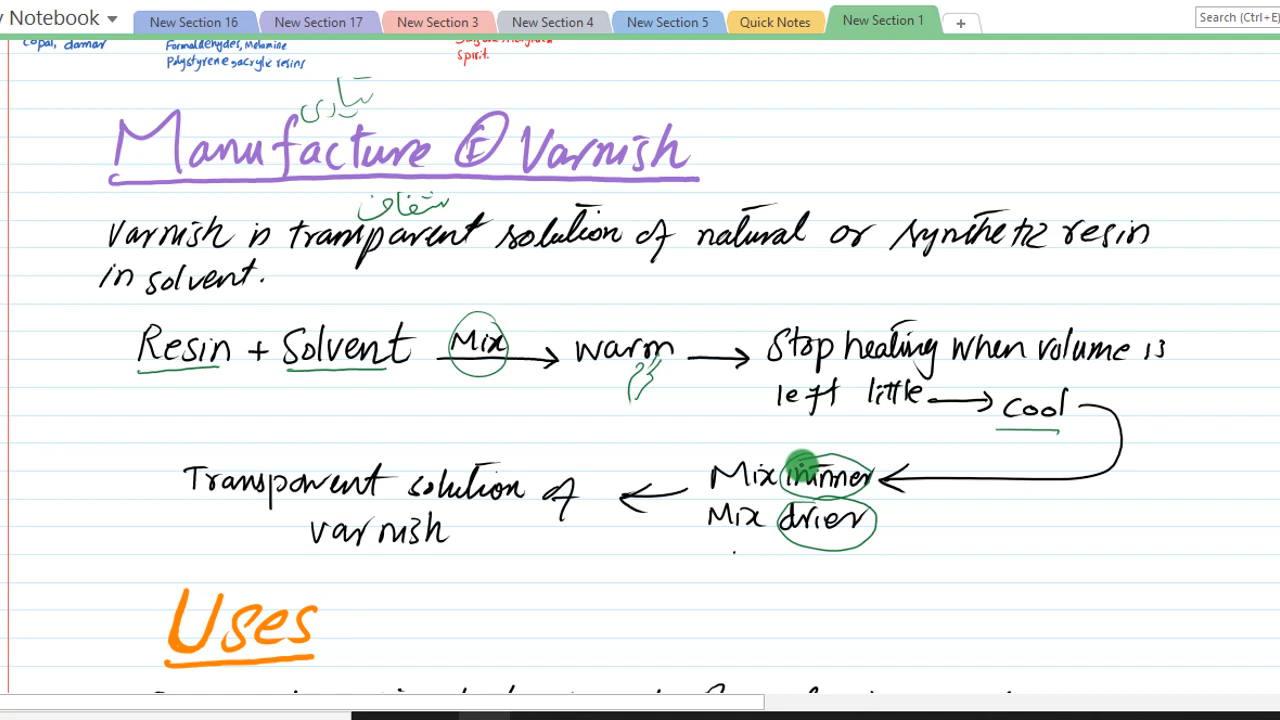 y Notebook
New Section 16
New Section 17
New Section 3
New Section 4
New Section 5
Quick Notes
New Section 1
+
Search (Ctrl+E)
copal, damar
Formaldehydes, Melamine
Polystyrene, acrylic resins
spirit.
تیاری
Manufacture of Varnish
شفاف
Varnish is transparent solution of natural or synthetic resin
in solvent.
Resin + Solvent Mix → warm → Stop heating when volume is
left little → cool
Mix thinner
Mix drier
Transparent solution of
varnish
Uses